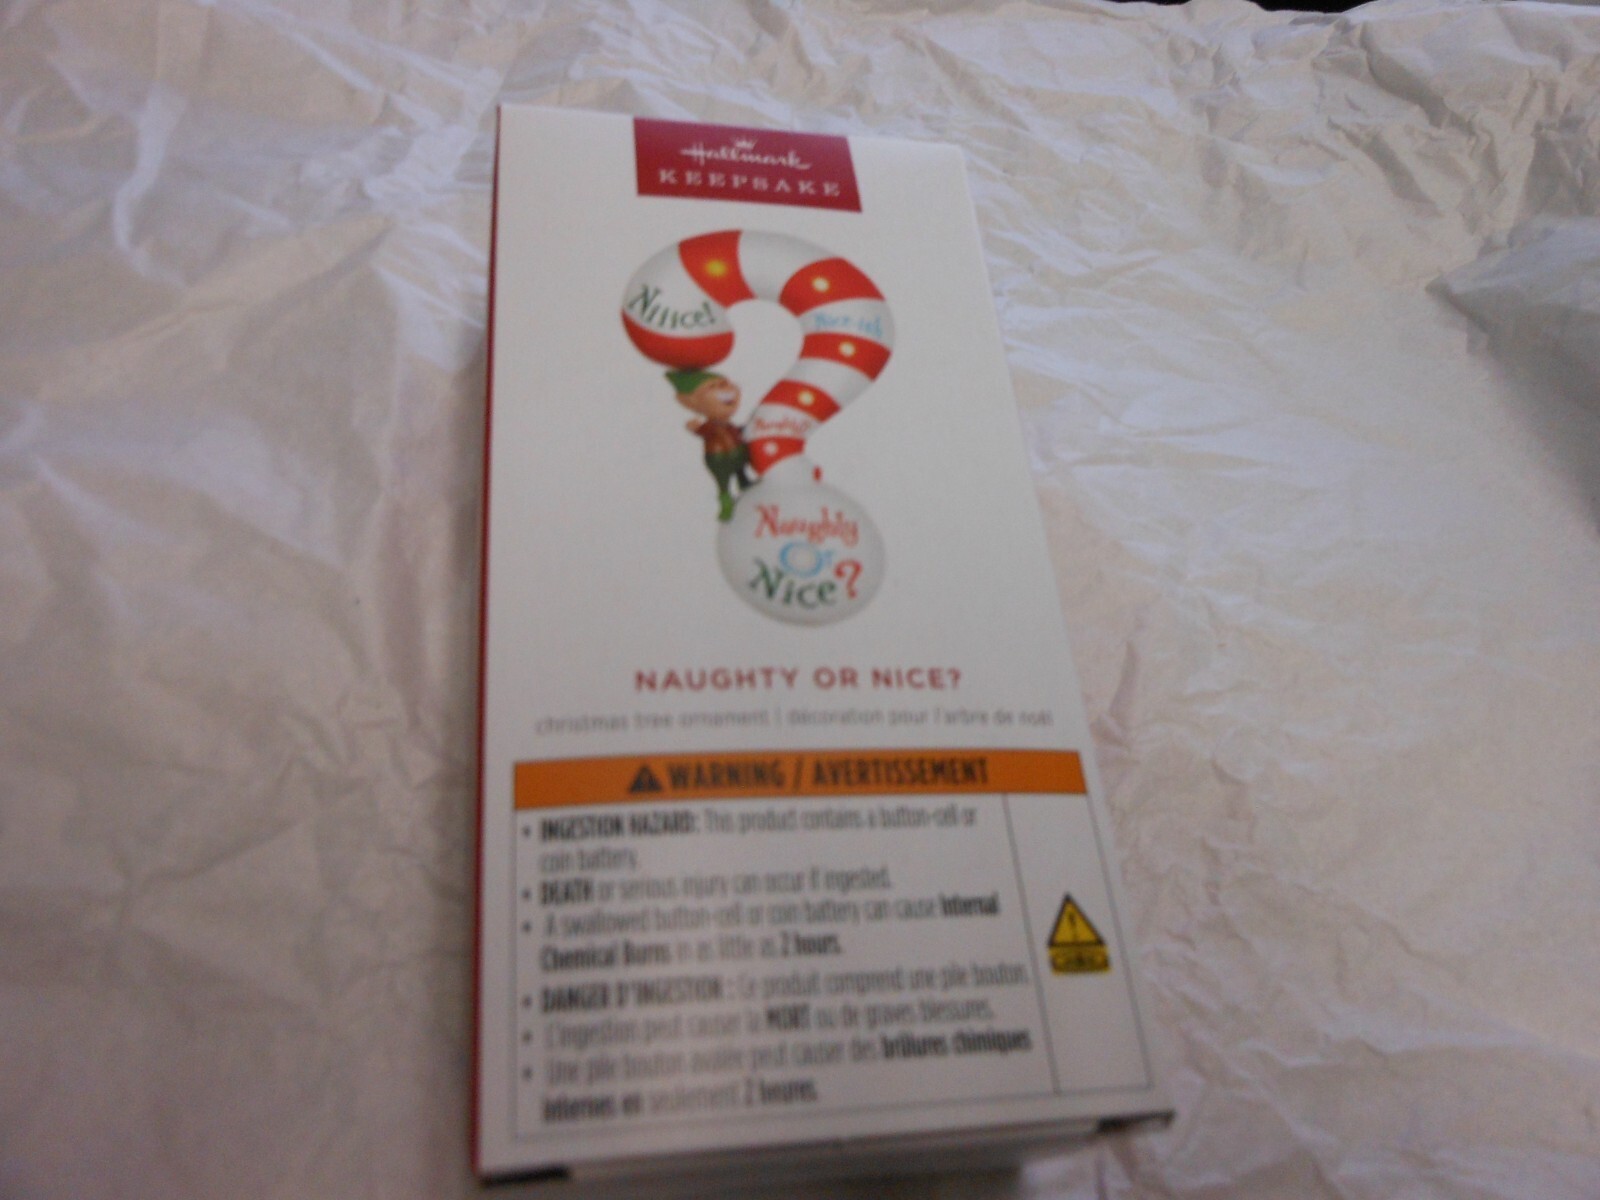 Hallmark
KEEPSAKE
Niiice!
Nice-ish
Naughty
Naughty
Or
Nice?
NAUGHTY OR NICE?
christmas tree ornament | décoration pour l'arbre de noël
WARNING / AVERTISSEMENT
• INGESTION HAZARD: This product contains a button-cell or
coin battery.
• DEATH or serious injury can occur if ingested.
• A swallowed button-cell or coin battery can cause Internal
Chemical Burns in as little as 2 hours.
• DANGER D'INGESTION : Ce produit comprend une pile bouton.
• L'ingestion peut causer la MORT ou de graves blessures.
• Une pile bouton avalée peut causer des brûlures chimiques
internes en seulement 2 heures.